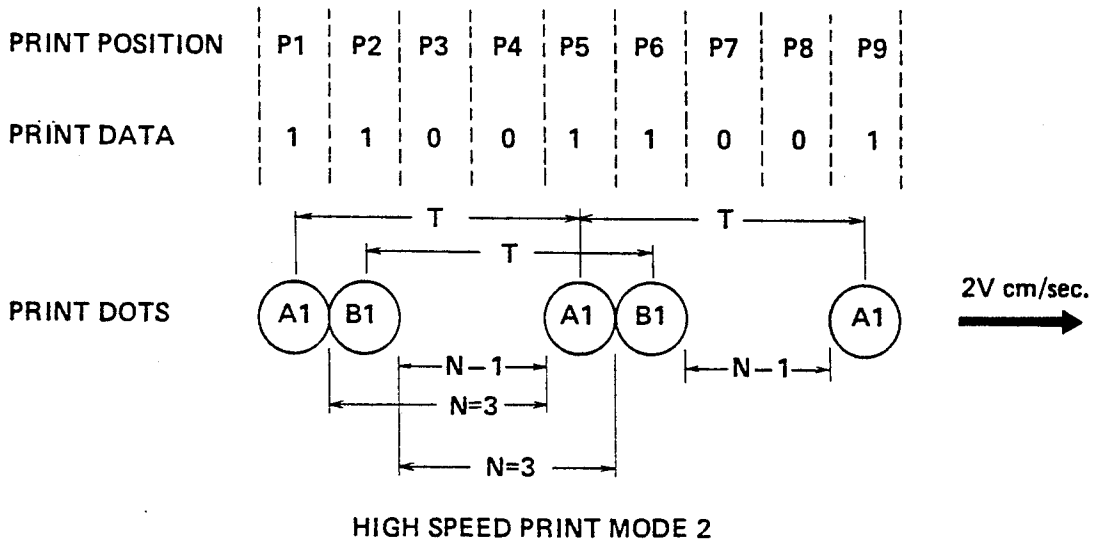 PRINT POSITION P1 P2 P3 P4 P5 P6 P7 P8 P9
PRINT DATA 1 1 0 0 1 1 0 0 1
T T
T
PRINT DOTS A1 B1 A1 B1 A1 2V cm/sec.
N-1 N-1
N=3
N=3
HIGH SPEED PRINT MODE 2